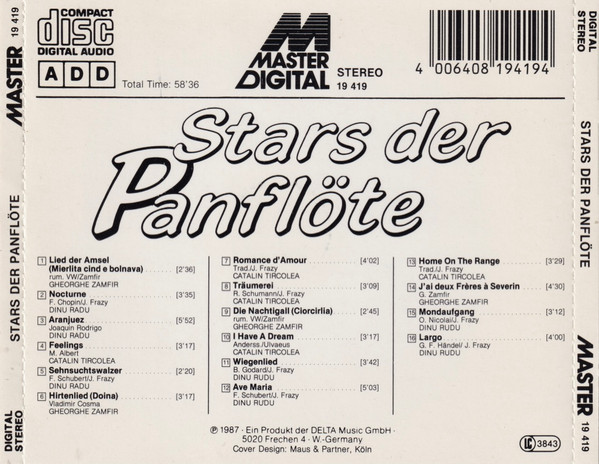 MASTER 19 419
STARS DER PANFLÖTE
DIGITAL
STEREO
COMPACT
disc
DIGITAL AUDIO
A D D
Total Time: 58'36
MASTER
DIGITAL
STEREO
19 419
4 006408 194194
Stars der
Panflöte
1 Lied der Amsel
(Mierlita cind e bolnava) [2'36]
rum. VW/Zamfir
GHEORGHE ZAMFIR
2 Nocturne [3'35]
F. Chopin/J. Frazy
DINU RADU
3 Aranjuez [5'52]
Joaquin Rodrigo
DINU RADU
4 Feelings [3'17]
M. Albert
CATALIN TIRCOLEA
5 Sehnsuchtswalzer [2'20]
F. Schubert/J. Frazy
DINU RADU
6 Hirtenlied (Doina) [3'17]
Vladimir Cosma
GHEORGHE ZAMFIR
7 Romance d'Amour [4'02]
Trad./J. Frazy
CATALIN TIRCOLEA
8 Träumerei [3'09]
R. Schumann/J. Frazy
CATALIN TIRCOLEA
9 Die Nachtigall (Ciorcirlia) [2'45]
rum. VW/Zamfir
GHEORGHE ZAMFIR
10 I Have A Dream [3'17]
Anderss./Ulvaeus
CATALIN TIRCOLEA
11 Wiegenlied [3'42]
B. Godard/J. Frazy
DINU RUDU
12 Ave Maria [5'03]
F. Schubert/J. Frazy
DINU RUDU
13 Home On The Range [3'29]
Trad./J. Frazy
CATALIN TIRCOLEA
14 J'ai deux Frères à Severin [4'30]
G. Zamfir
GHEORGHE ZAMFIR
15 Mondaufgang [3'12]
O. Nicolai/J. Frazy
DINU RUDU
16 Largo [4'00]
G. F. Händel/ J. Frazy
DINU RUDU
℗ 1987 · Ein Produkt der DELTA Music GmbH ·
5020 Frechen 4 · W.-Germany
Cover Design: Maus & Partner, Köln
LC 3843
DIGITAL
STEREO
STARS DER PANFLÖTE
MASTER 19 419